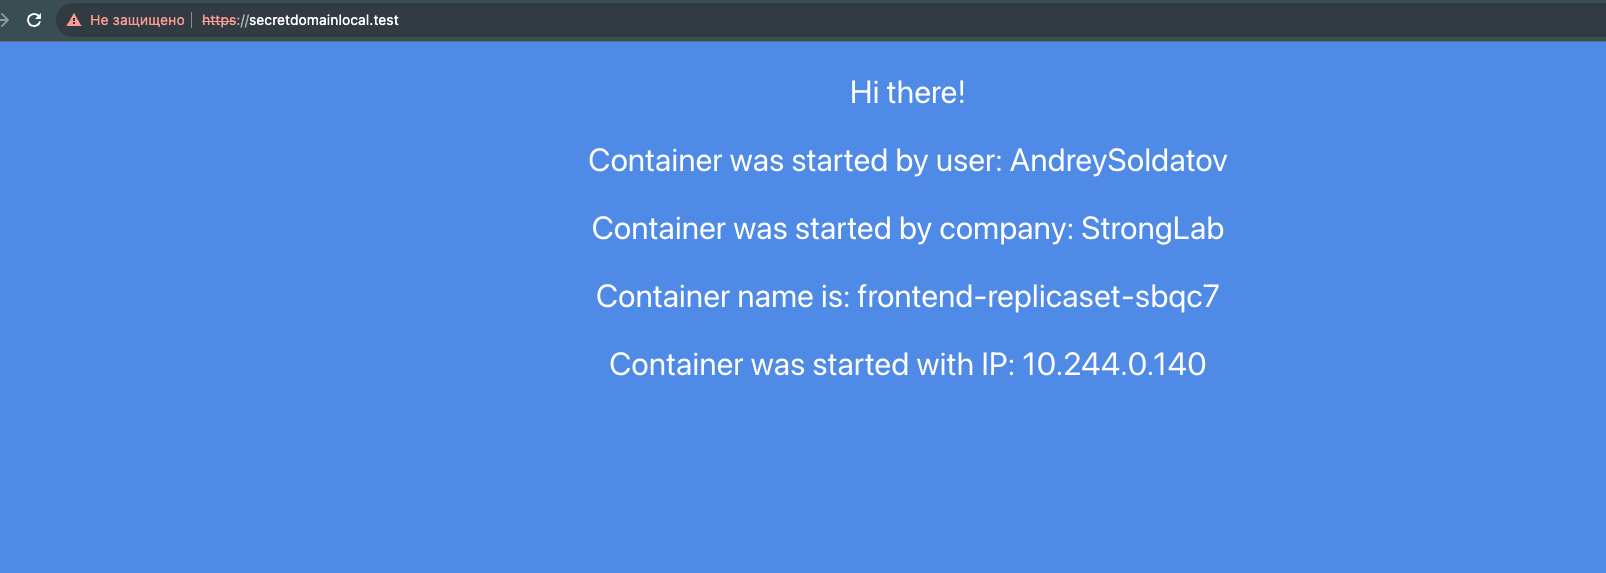 Не защищено https://secretdomainlocal.test
Hi there!
Container was started by user: AndreySoldatov
Container was started by company: StrongLab
Container name is: frontend-replicaset-sbqc7
Container was started with IP: 10.244.0.140